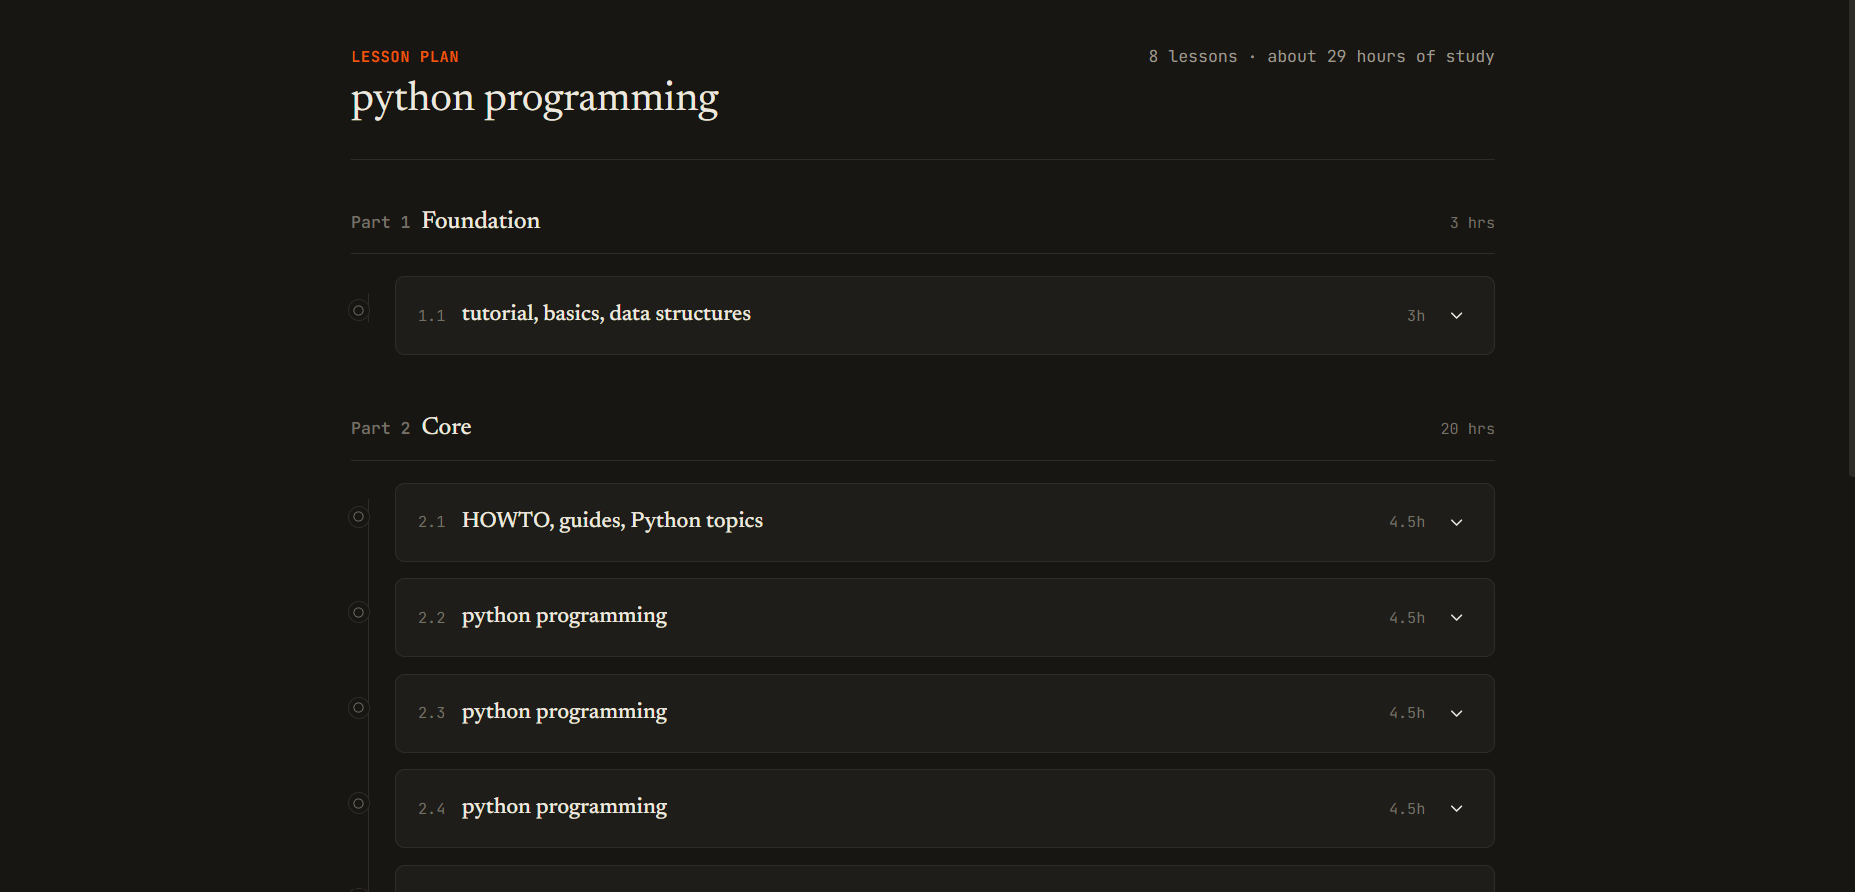 LESSON PLAN
8 lessons · about 29 hours of study
python programming
Part 1 Foundation 3 hrs
1.1 tutorial, basics, data structures 3h
Part 2 Core 20 hrs
2.1 HOWTO, guides, Python topics 4.5h
2.2 python programming 4.5h
2.3 python programming 4.5h
2.4 python programming 4.5h